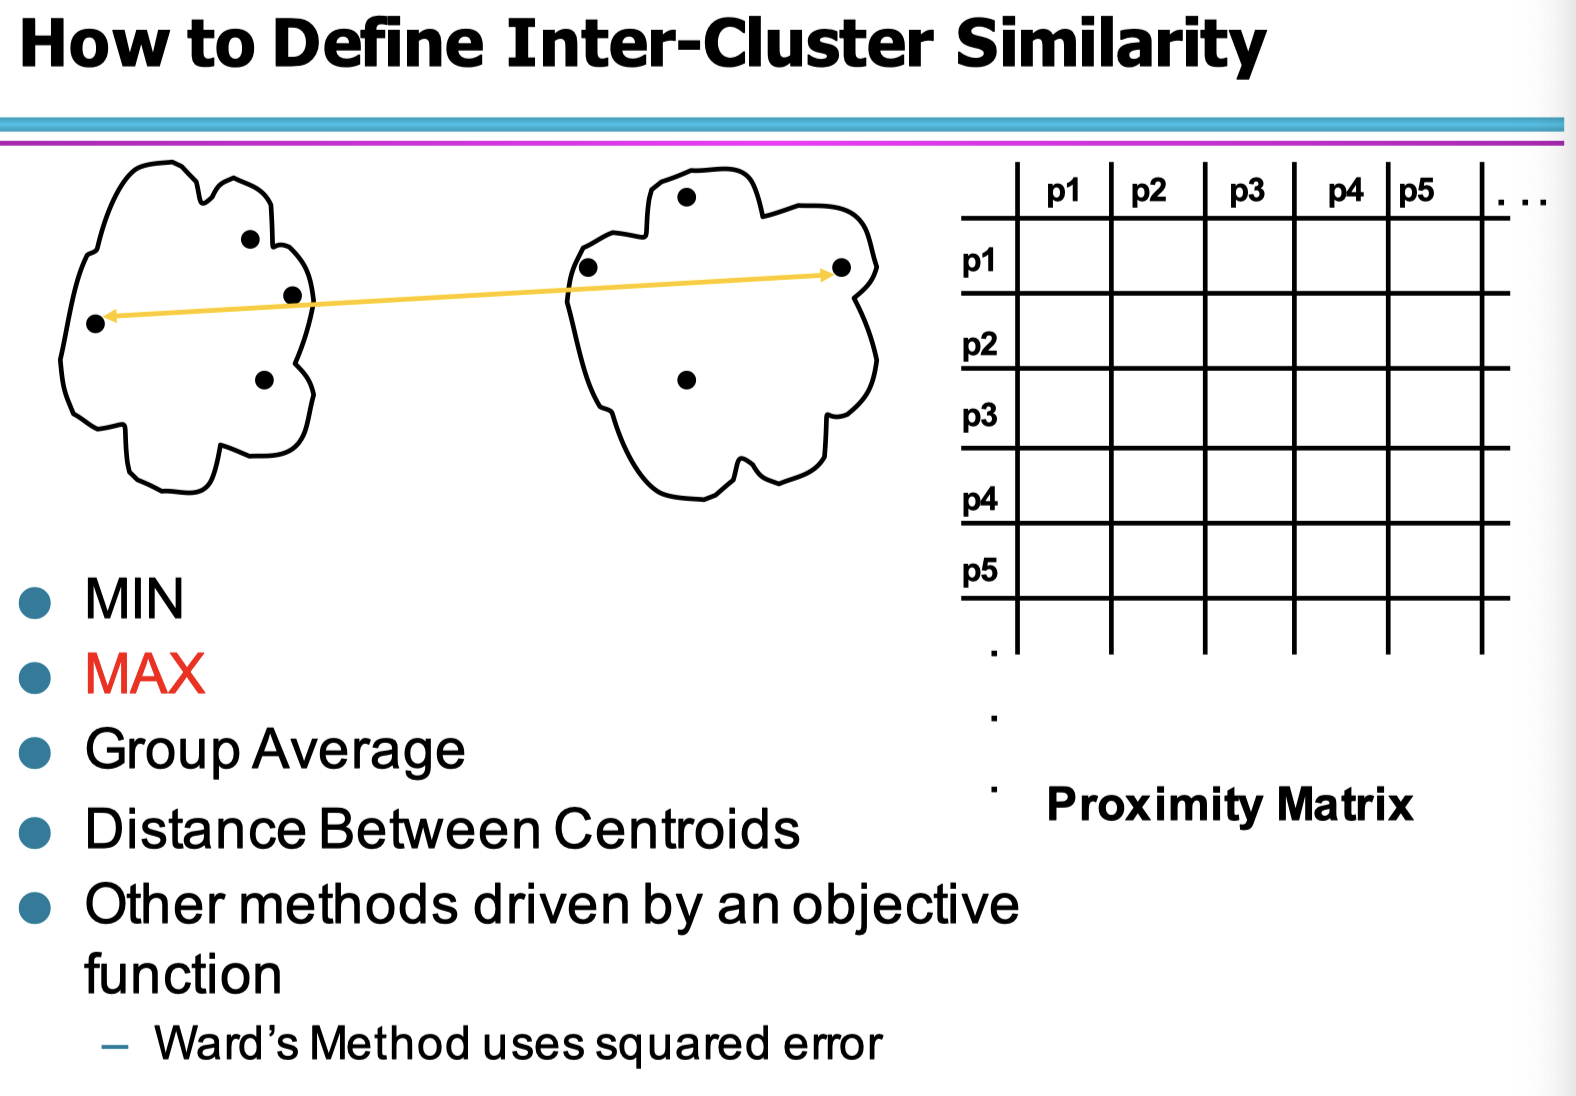 How to Define Inter-Cluster Similarity
p1 p2 p3 p4 p5 . . .
p1
p2
p3
p4
p5
.
.
.
Proximity Matrix
MIN
MAX
Group Average
Distance Between Centroids
Other methods driven by an objective
function
– Ward’s Method uses squared error